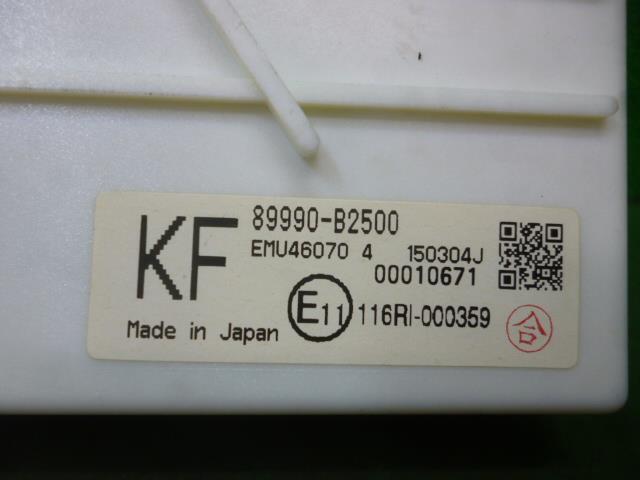 KF
89990-B2500
EMU46070 4 150304J
00010671
E11 116RI-000359
Made in Japan
合